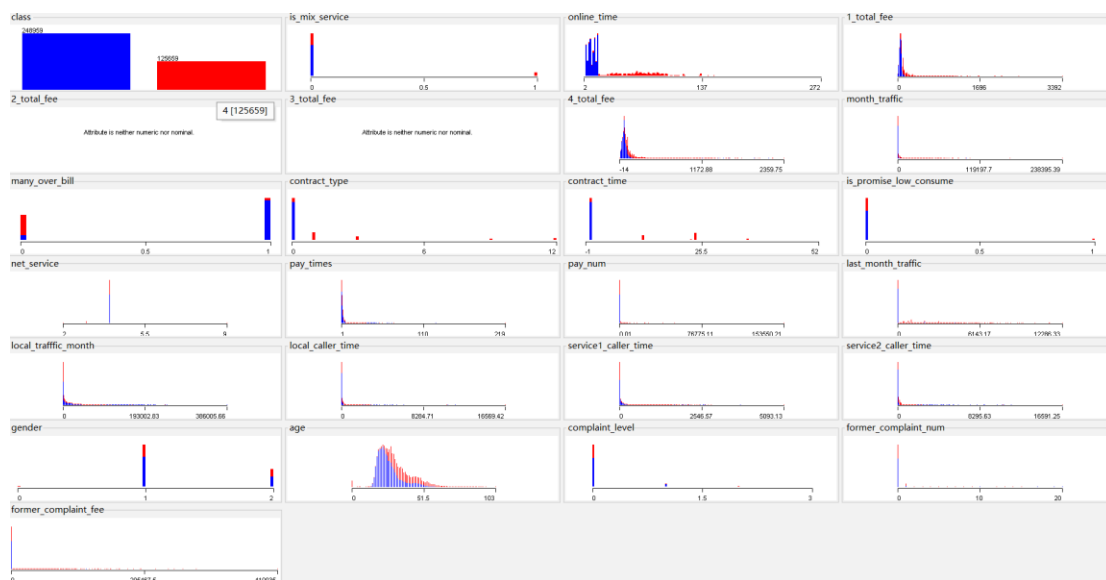 class
is_mix_service
online_time
1_total_fee
248959
125659
0
0.5
1
2
137
272
0
1696
3392
2_total_fee
3_total_fee
4_total_fee
month_traffic
4 [125659]
Attribute is neither numeric nor nominal.
Attribute is neither numeric nor nominal.
-14
1172.88
2359.75
0
119197.7
238395.39
many_over_bill
contract_type
contract_time
is_promise_low_consume
0
0.5
1
0
6
12
-1
25.5
52
0
0.5
1
net_service
pay_times
pay_num
last_month_traffic
2
5.5
9
1
110
219
0.01
76775.11
153550.21
0
6143.17
12286.33
local_trafffic_month
local_caller_time
service1_caller_time
service2_caller_time
0
193002.83
386005.66
0
8284.71
16569.42
0
2546.57
5093.13
0
8295.63
16591.25
gender
age
complaint_level
former_complaint_num
0
1
2
0
51.5
103
0
1.5
3
0
10
20
former_complaint_fee
0